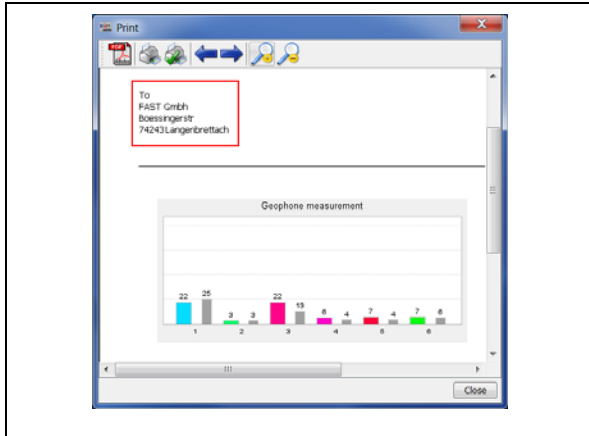 Print
PDF
To
FAST Gmbh
Boessingerstr
74243 Langenbrettach
Geophone measurement
22 25 3 3 22 13 6 4 7 4 7 6
1 2 3 4 5 6
Close